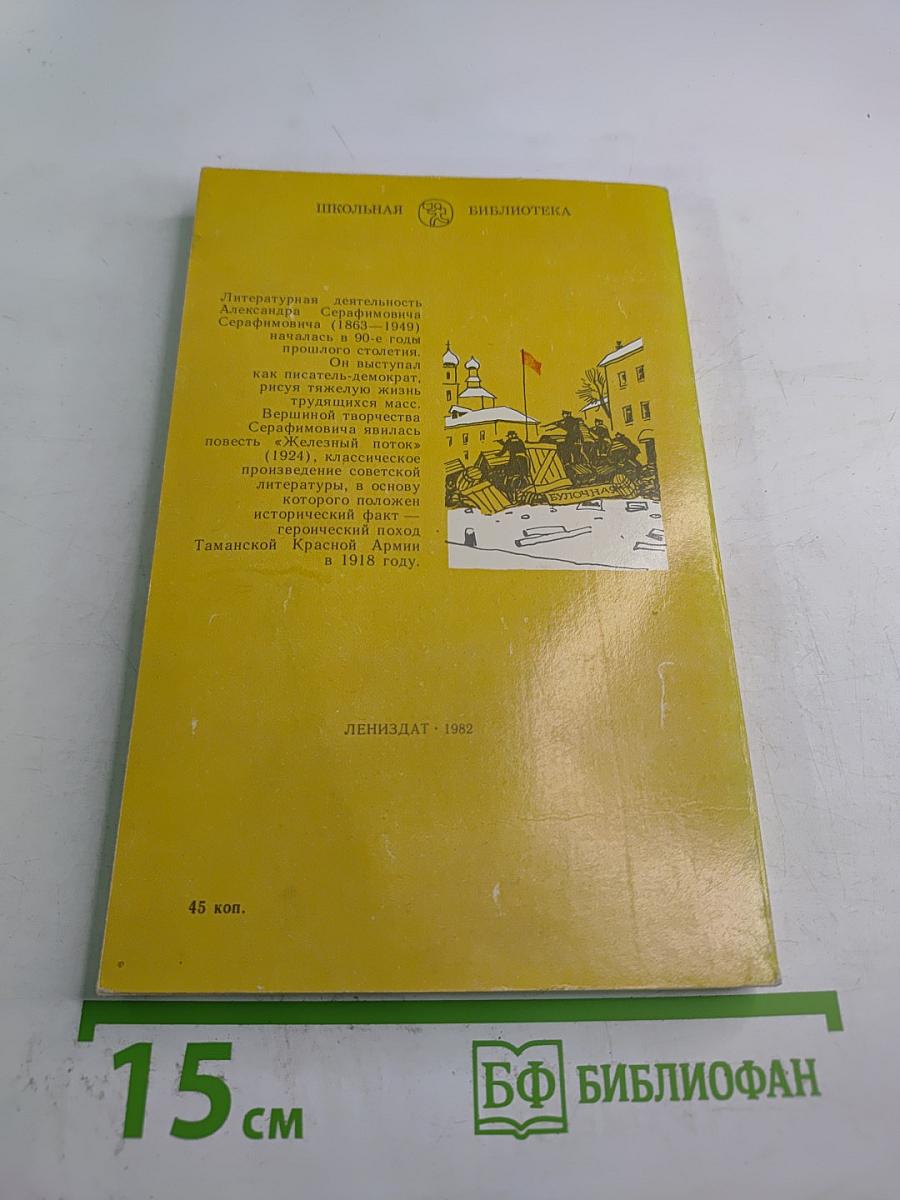 ШКОЛЬНАЯ БИБЛИОТЕКА
Литературная деятельность
Александра Серафимовича
Серафимовича (1863—1949)
началась в 90-е годы
прошлого столетия.
Он выступал
как писатель-демократ,
рисуя тяжелую жизнь
трудящихся масс.
Вершиной творчества
Серафимовича явилась
повесть «Железный поток»
(1924), классическое
произведение советской
литературы, в основу
которого положен
исторический факт —
героический поход
Таманской Красной Армии
в 1918 году.
БУЛОЧНАЯ
ЛЕНИЗДАТ · 1982
45 коп.
15 см
БФ БИБЛИОФАН